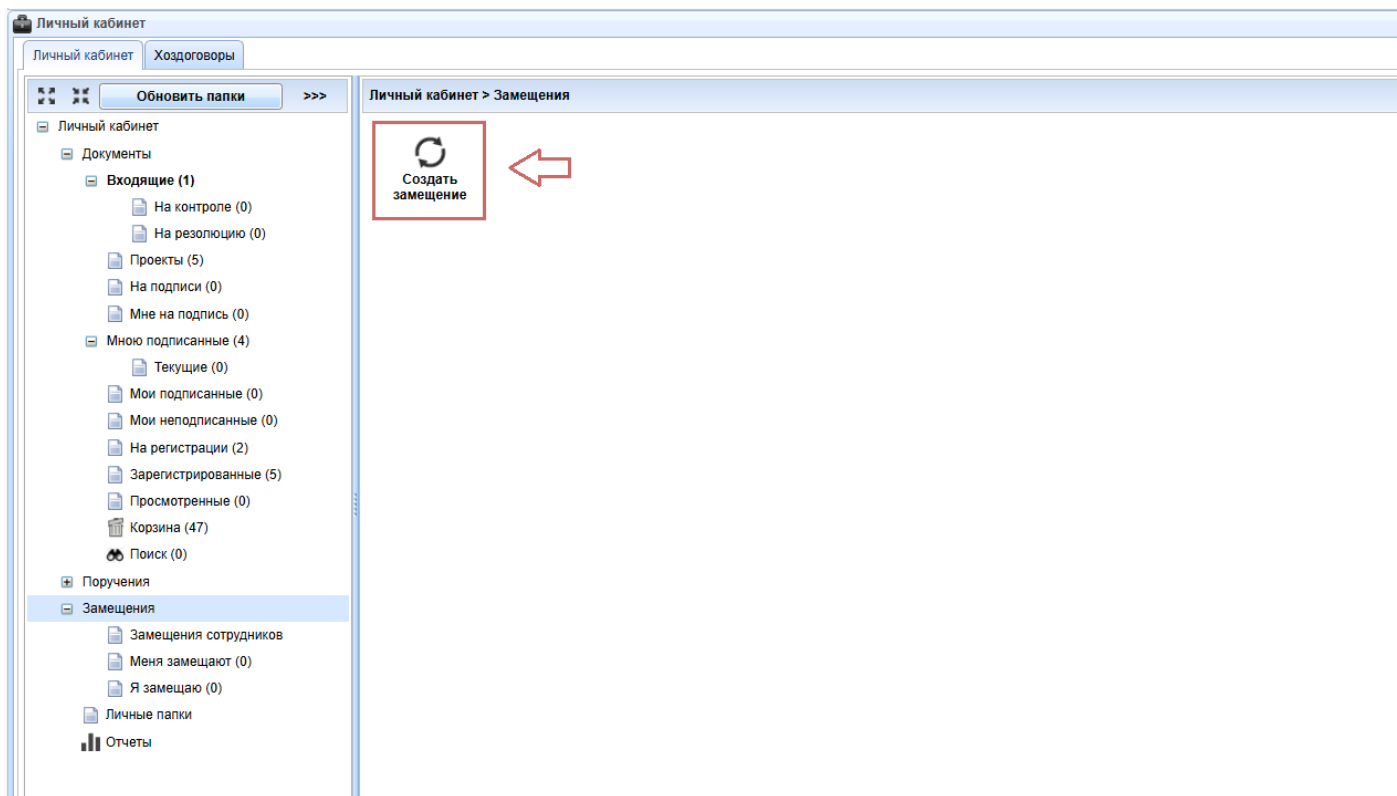 Личный кабинет
Личный кабинет Хоздоговоры
Обновить папки >>>
Личный кабинет > Замещения
Личный кабинет
Документы
Входящие (1)
На контроле (0)
На резолюцию (0)
Проекты (5)
На подписи (0)
Мне на подпись (0)
Мною подписанные (4)
Текущие (0)
Мои подписанные (0)
Мои неподписанные (0)
На регистрации (2)
Зарегистрированные (5)
Просмотренные (0)
Корзина (47)
Поиск (0)
Поручения
Замещения
Замещения сотрудников
Меня замещают (0)
Я замещаю (0)
Личные папки
Отчеты
Создать
замещение